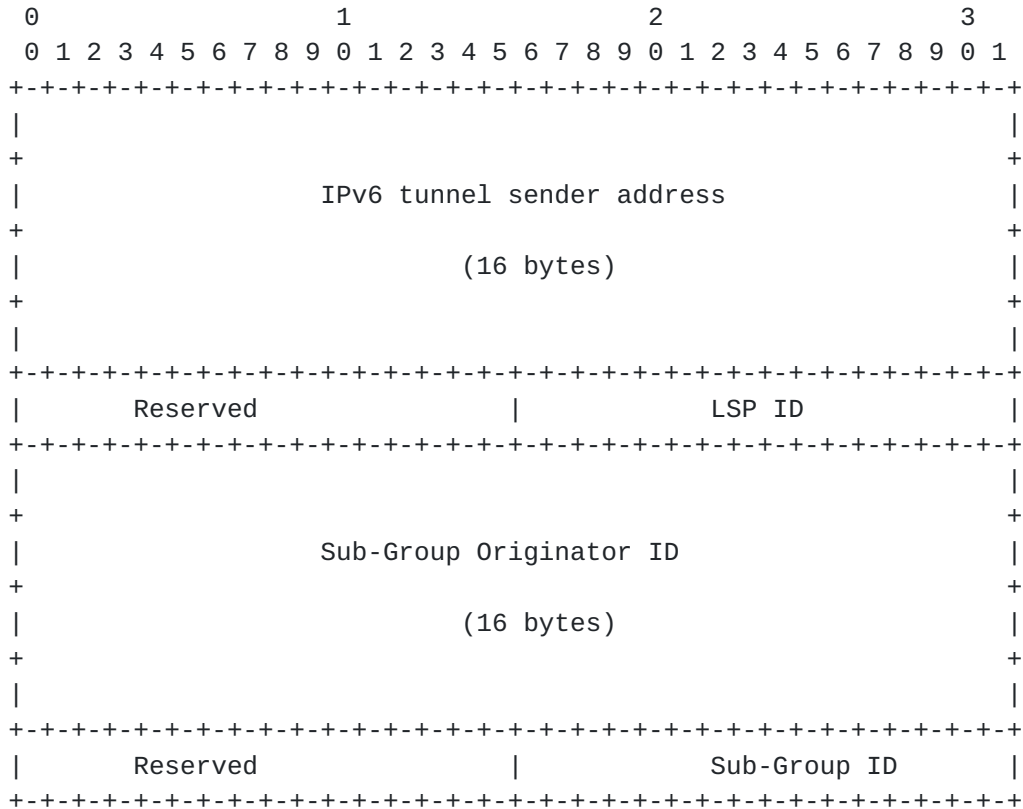 0                   1                   2                   3
 0 1 2 3 4 5 6 7 8 9 0 1 2 3 4 5 6 7 8 9 0 1 2 3 4 5 6 7 8 9 0 1
+-+-+-+-+-+-+-+-+-+-+-+-+-+-+-+-+-+-+-+-+-+-+-+-+-+-+-+-+-+-+-+-+
|                                                               |
+                                                               +
|                   IPv6 tunnel sender address                  |
+                                                               +
|                            (16 bytes)                         |
+                                                               +
|                                                               |
+-+-+-+-+-+-+-+-+-+-+-+-+-+-+-+-+-+-+-+-+-+-+-+-+-+-+-+-+-+-+-+-+
|       Reserved                |            LSP ID             |
+-+-+-+-+-+-+-+-+-+-+-+-+-+-+-+-+-+-+-+-+-+-+-+-+-+-+-+-+-+-+-+-+
|                                                               |
+                                                               +
|                   Sub-Group Originator ID                     |
+                                                               +
|                            (16 bytes)                         |
+                                                               +
|                                                               |
+-+-+-+-+-+-+-+-+-+-+-+-+-+-+-+-+-+-+-+-+-+-+-+-+-+-+-+-+-+-+-+-+
|       Reserved                |            Sub-Group ID       |
+-+-+-+-+-+-+-+-+-+-+-+-+-+-+-+-+-+-+-+-+-+-+-+-+-+-+-+-+-+-+-+-+